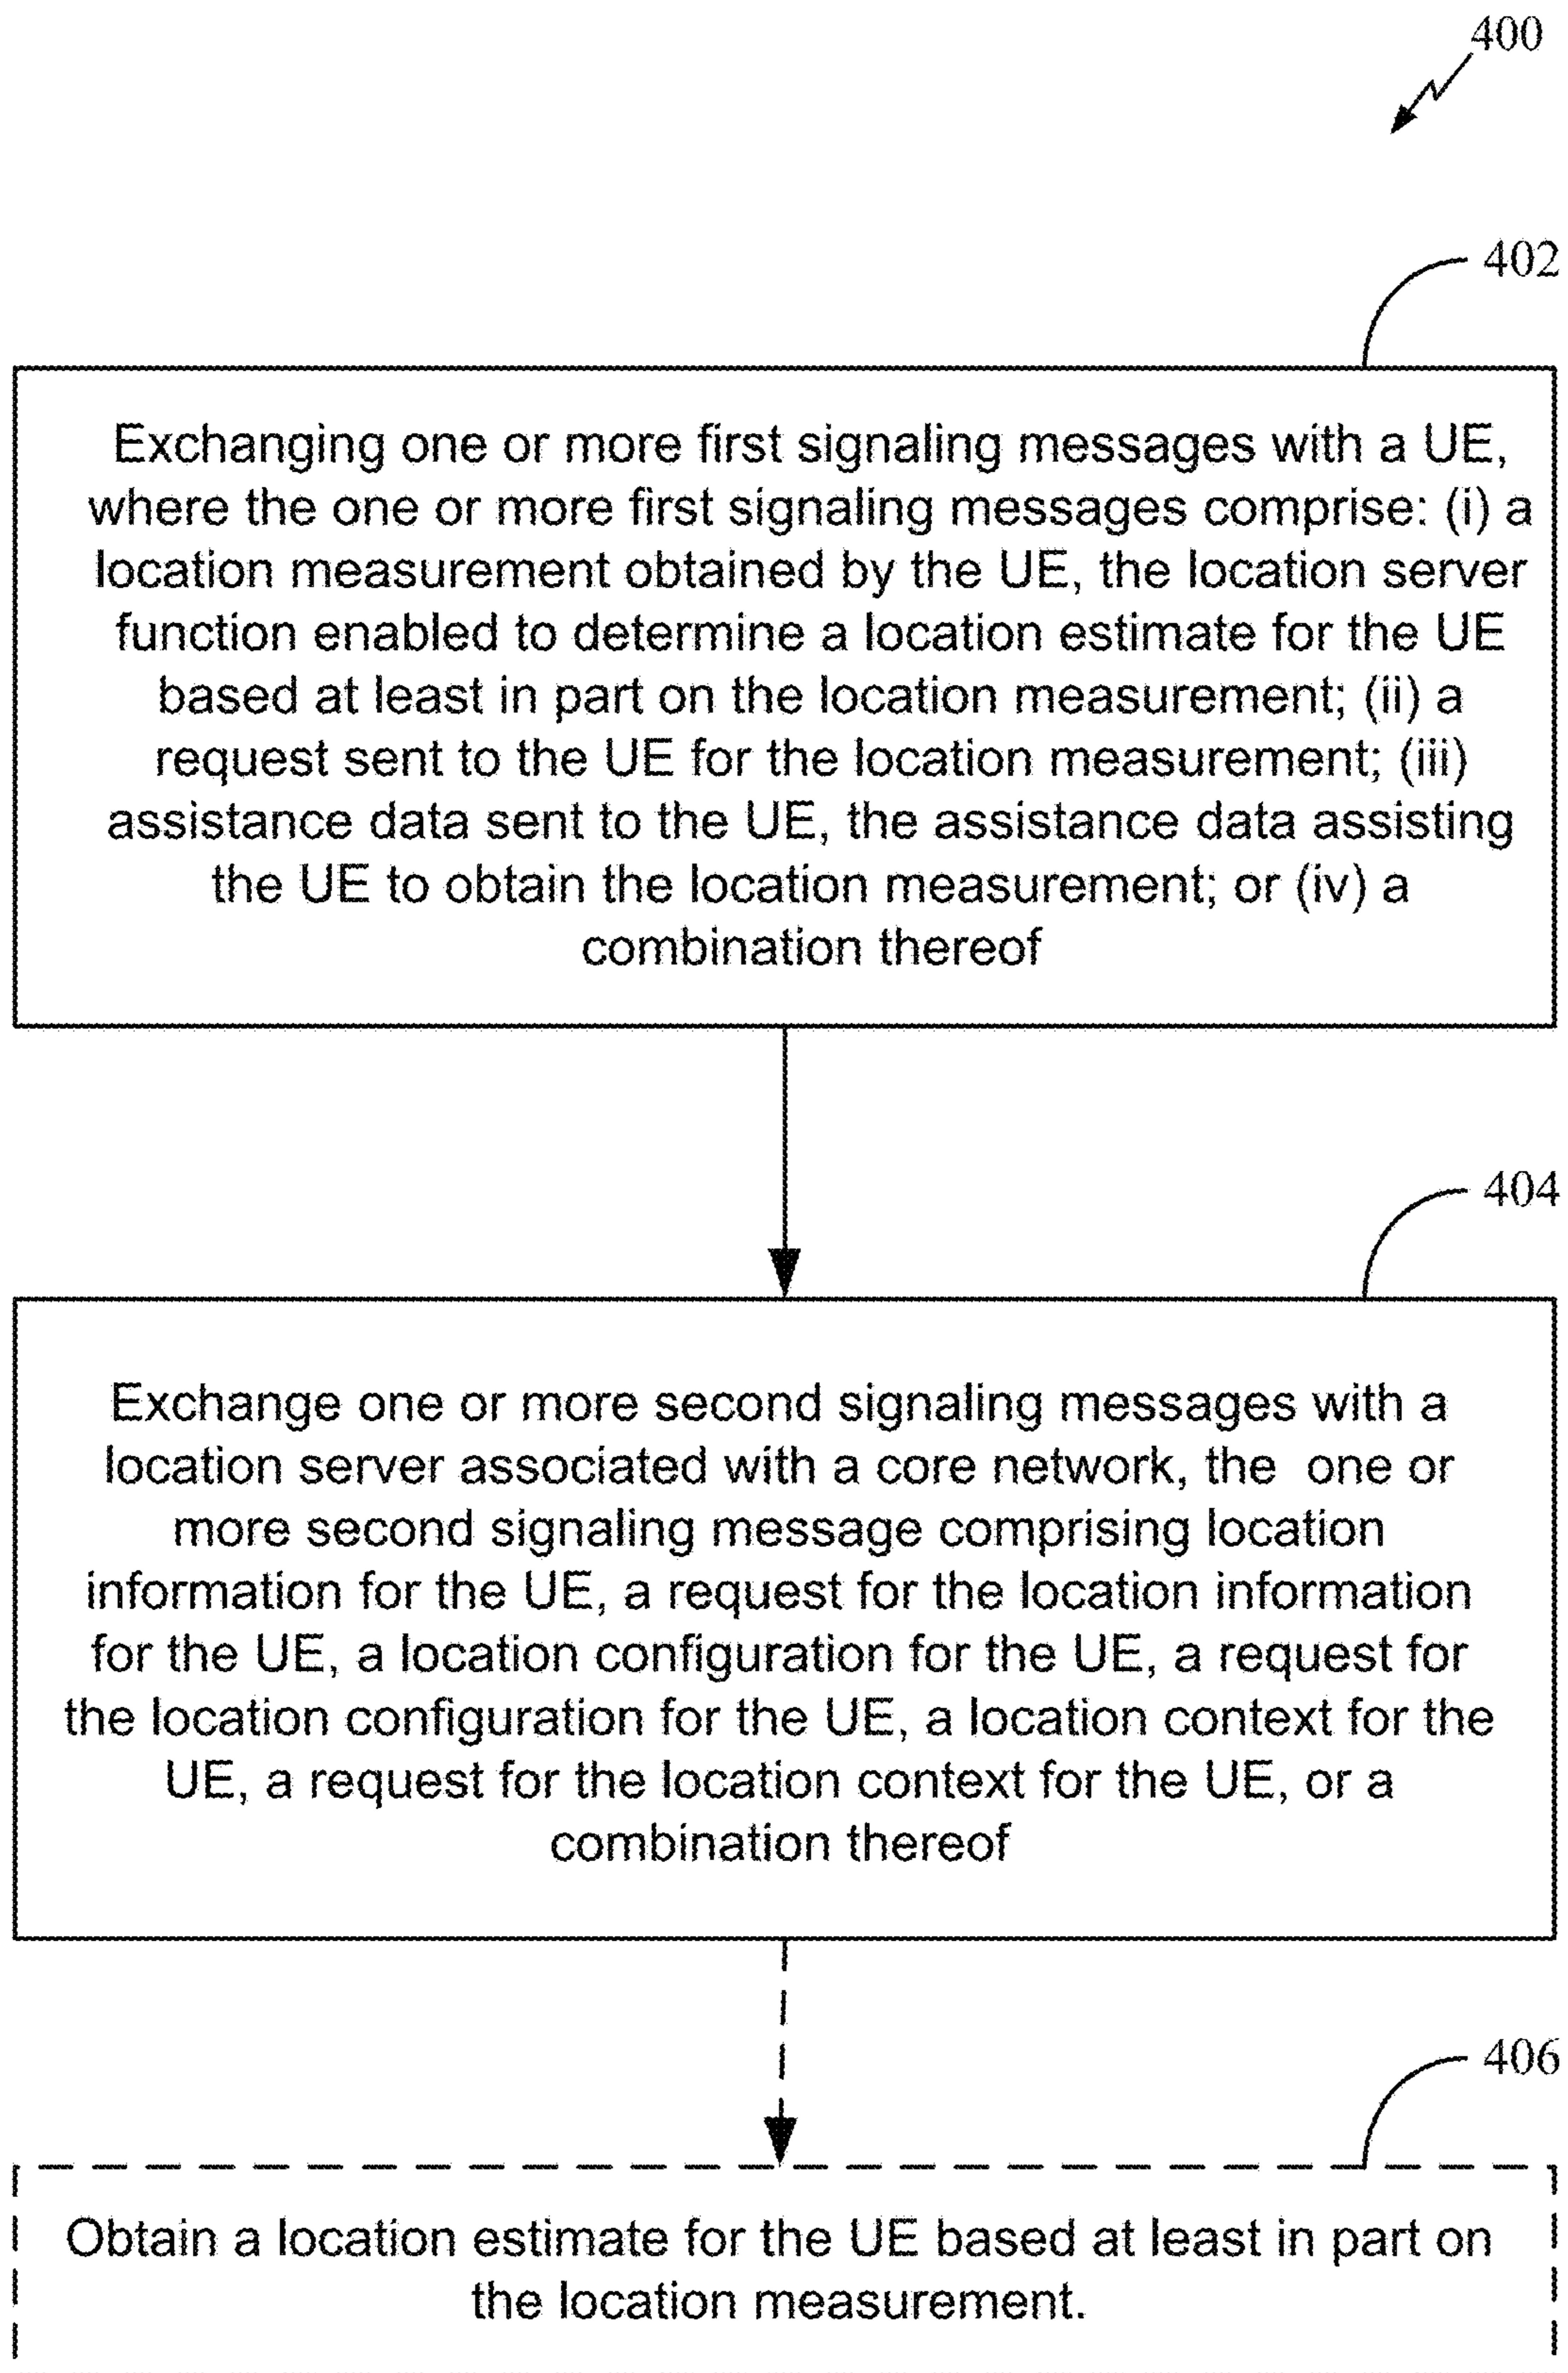 400
402
Exchanging one or more first signaling messages with a UE,
where the one or more first signaling messages comprise: (i) a
location measurement obtained by the UE, the location server
function enabled to determine a location estimate for the UE
based at least in part on the location measurement; (ii) a
request sent to the UE for the location measurement; (iii)
assistance data sent to the UE, the assistance data assisting
the UE to obtain the location measurement; or (iv) a
combination thereof
404
Exchange one or more second signaling messages with a
location server associated with a core network, the one or
more second signaling message comprising location
information for the UE, a request for the location information
for the UE, a location configuration for the UE, a request for
the location configuration for the UE, a location context for the
UE, a request for the location context for the UE, or a
combination thereof
406
Obtain a location estimate for the UE based at least in part on
the location measurement.